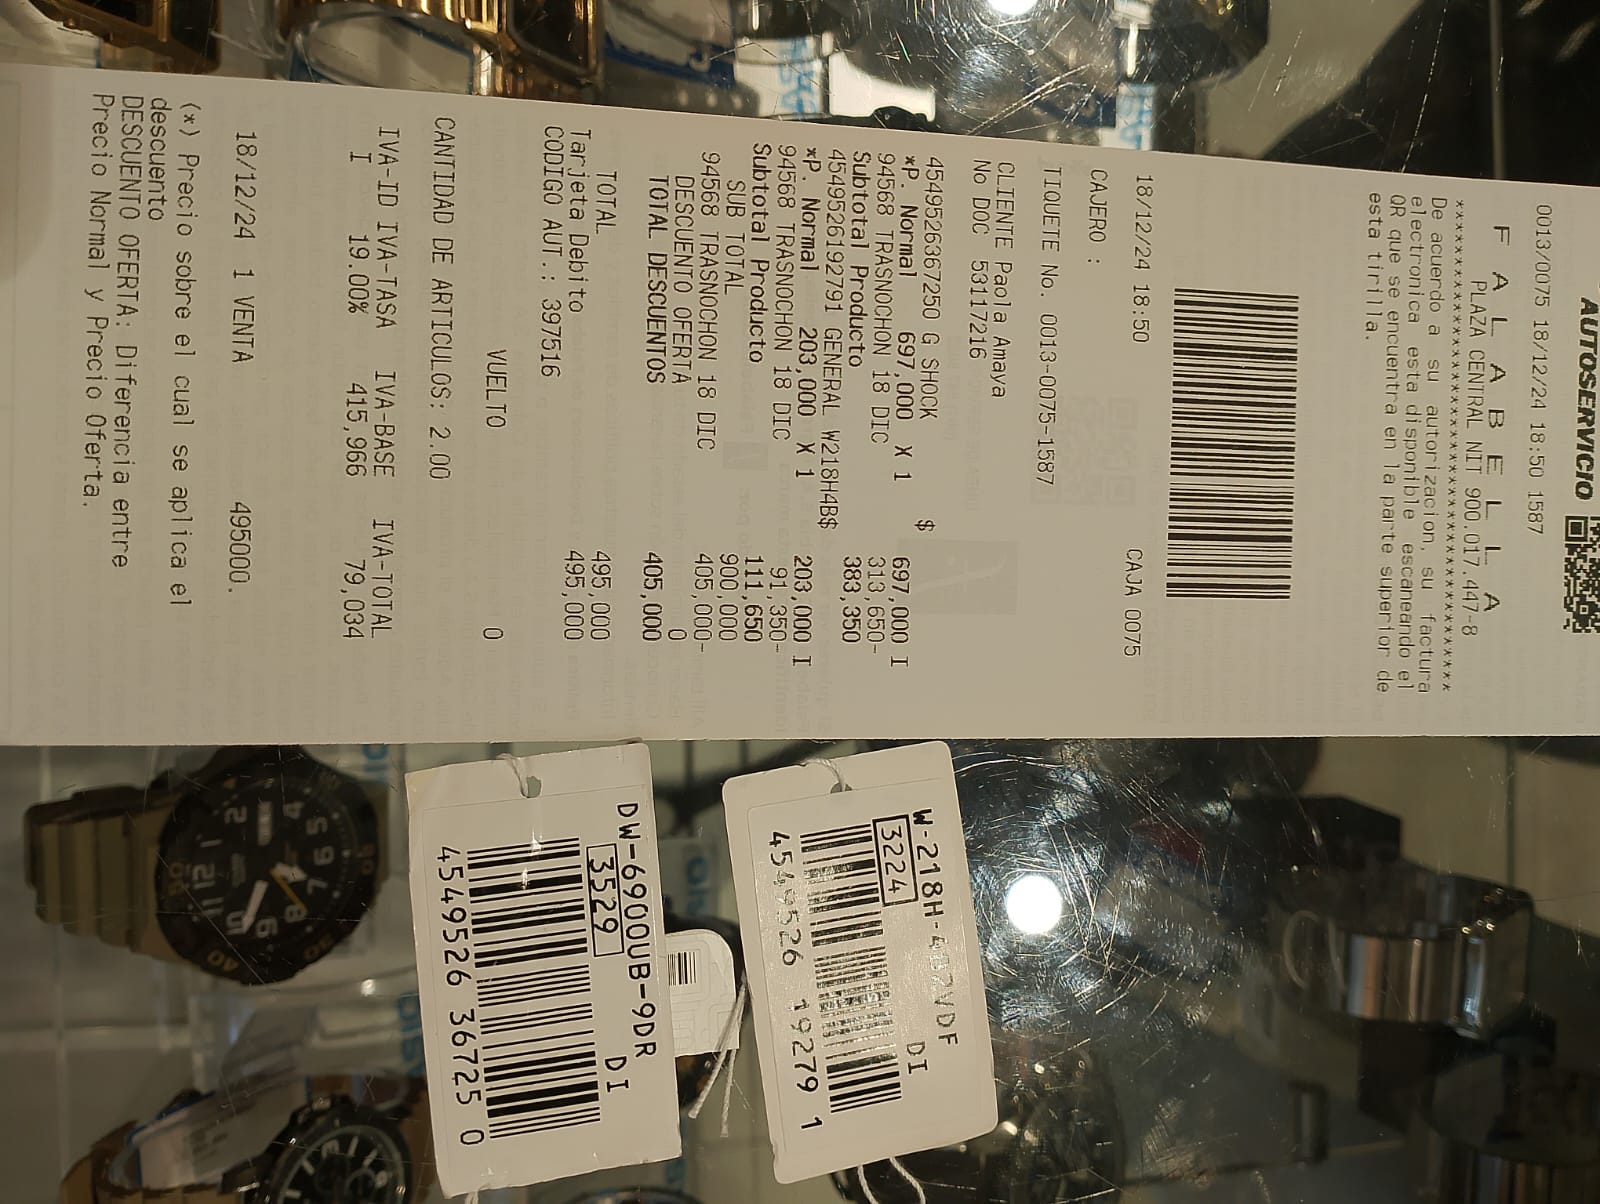 AUTOSERVICIO
0013/0075 18/12/24 18:50 1587
F A L A B E L L A
PLAZA CENTRAL NIT 900.017.447-8
De acuerdo a su autorizacion, su factura
electronica esta disponible escaneando el
QR que se encuentra en la parte superior de
esta tirilla.
18/12/24 18:50 CAJA 0075
CAJERO :
TIQUETE No. 0013-0075-1587
CLIENTE Paola Amaya
No DOC 53117216
4549526367250 G SHOCK $ 697,000 I
*P. Normal 697,000 X 1
94568 TRASNOCHON 18 DIC 313,650-
Subtotal Producto 383,350
4549526192791 GENERAL W218H4B$ 203,000 I
*P. Normal 203,000 X 1
94568 TRASNOCHON 18 DIC 91,350-
Subtotal Producto 111,650
SUB TOTAL 900,000
94568 TRASNOCHON 18 DIC 405,000-
DESCUENTO OFERTA 0
TOTAL DESCUENTOS 405,000
TOTAL 495,000
Tarjeta Debito 495,000
CODIGO AUT.: 397516
VUELTO 0
CANTIDAD DE ARTICULOS: 2.00
IVA-ID IVA-TASA IVA-BASE IVA-TOTAL
I 19.00% 415,966 79,034
18/12/24 1 VENTA 495000.
(*) Precio sobre el cual se aplica el
descuento
DESCUENTO OFERTA: Diferencia entre
Precio Normal y Precio Oferta.
W-218H-4B2VDF
3224 DI
4549526 19279 1
DW-6900UB-9DR
3529 DI
4549526 36725 0